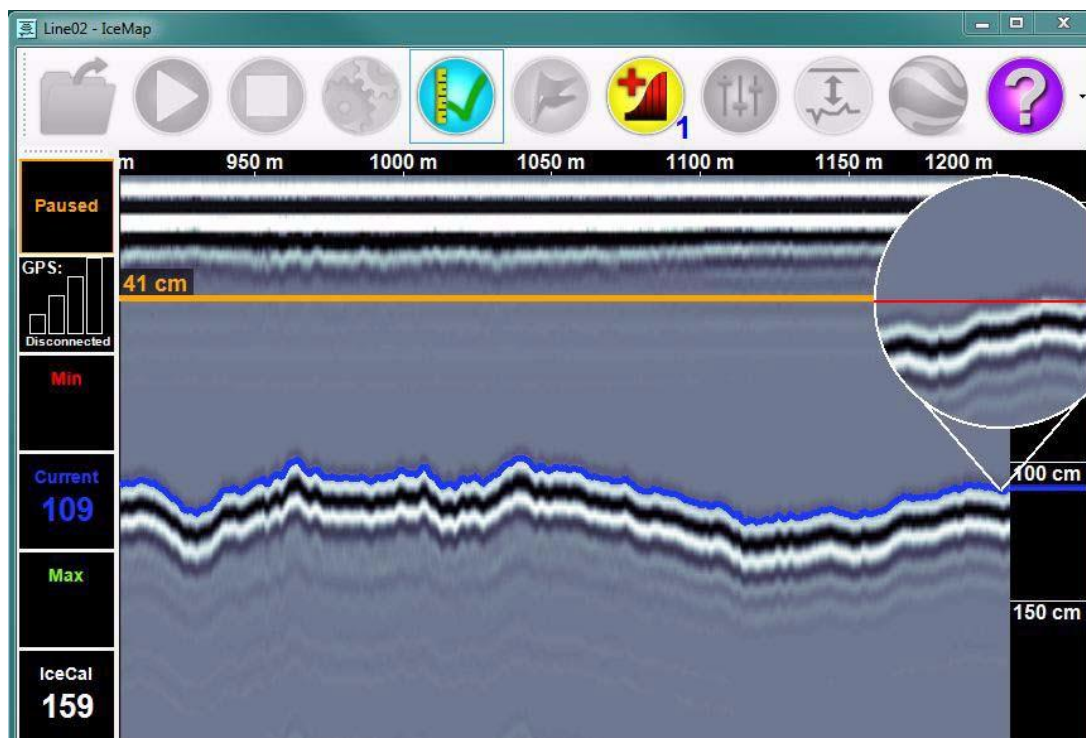 Line02 - IceMap
1
m 950 m 1000 m 1050 m 1100 m 1150 m 1200 m
Paused
GPS:
Disconnected
41 cm
Min
Current
109
100 cm
Max
150 cm
IceCal
159